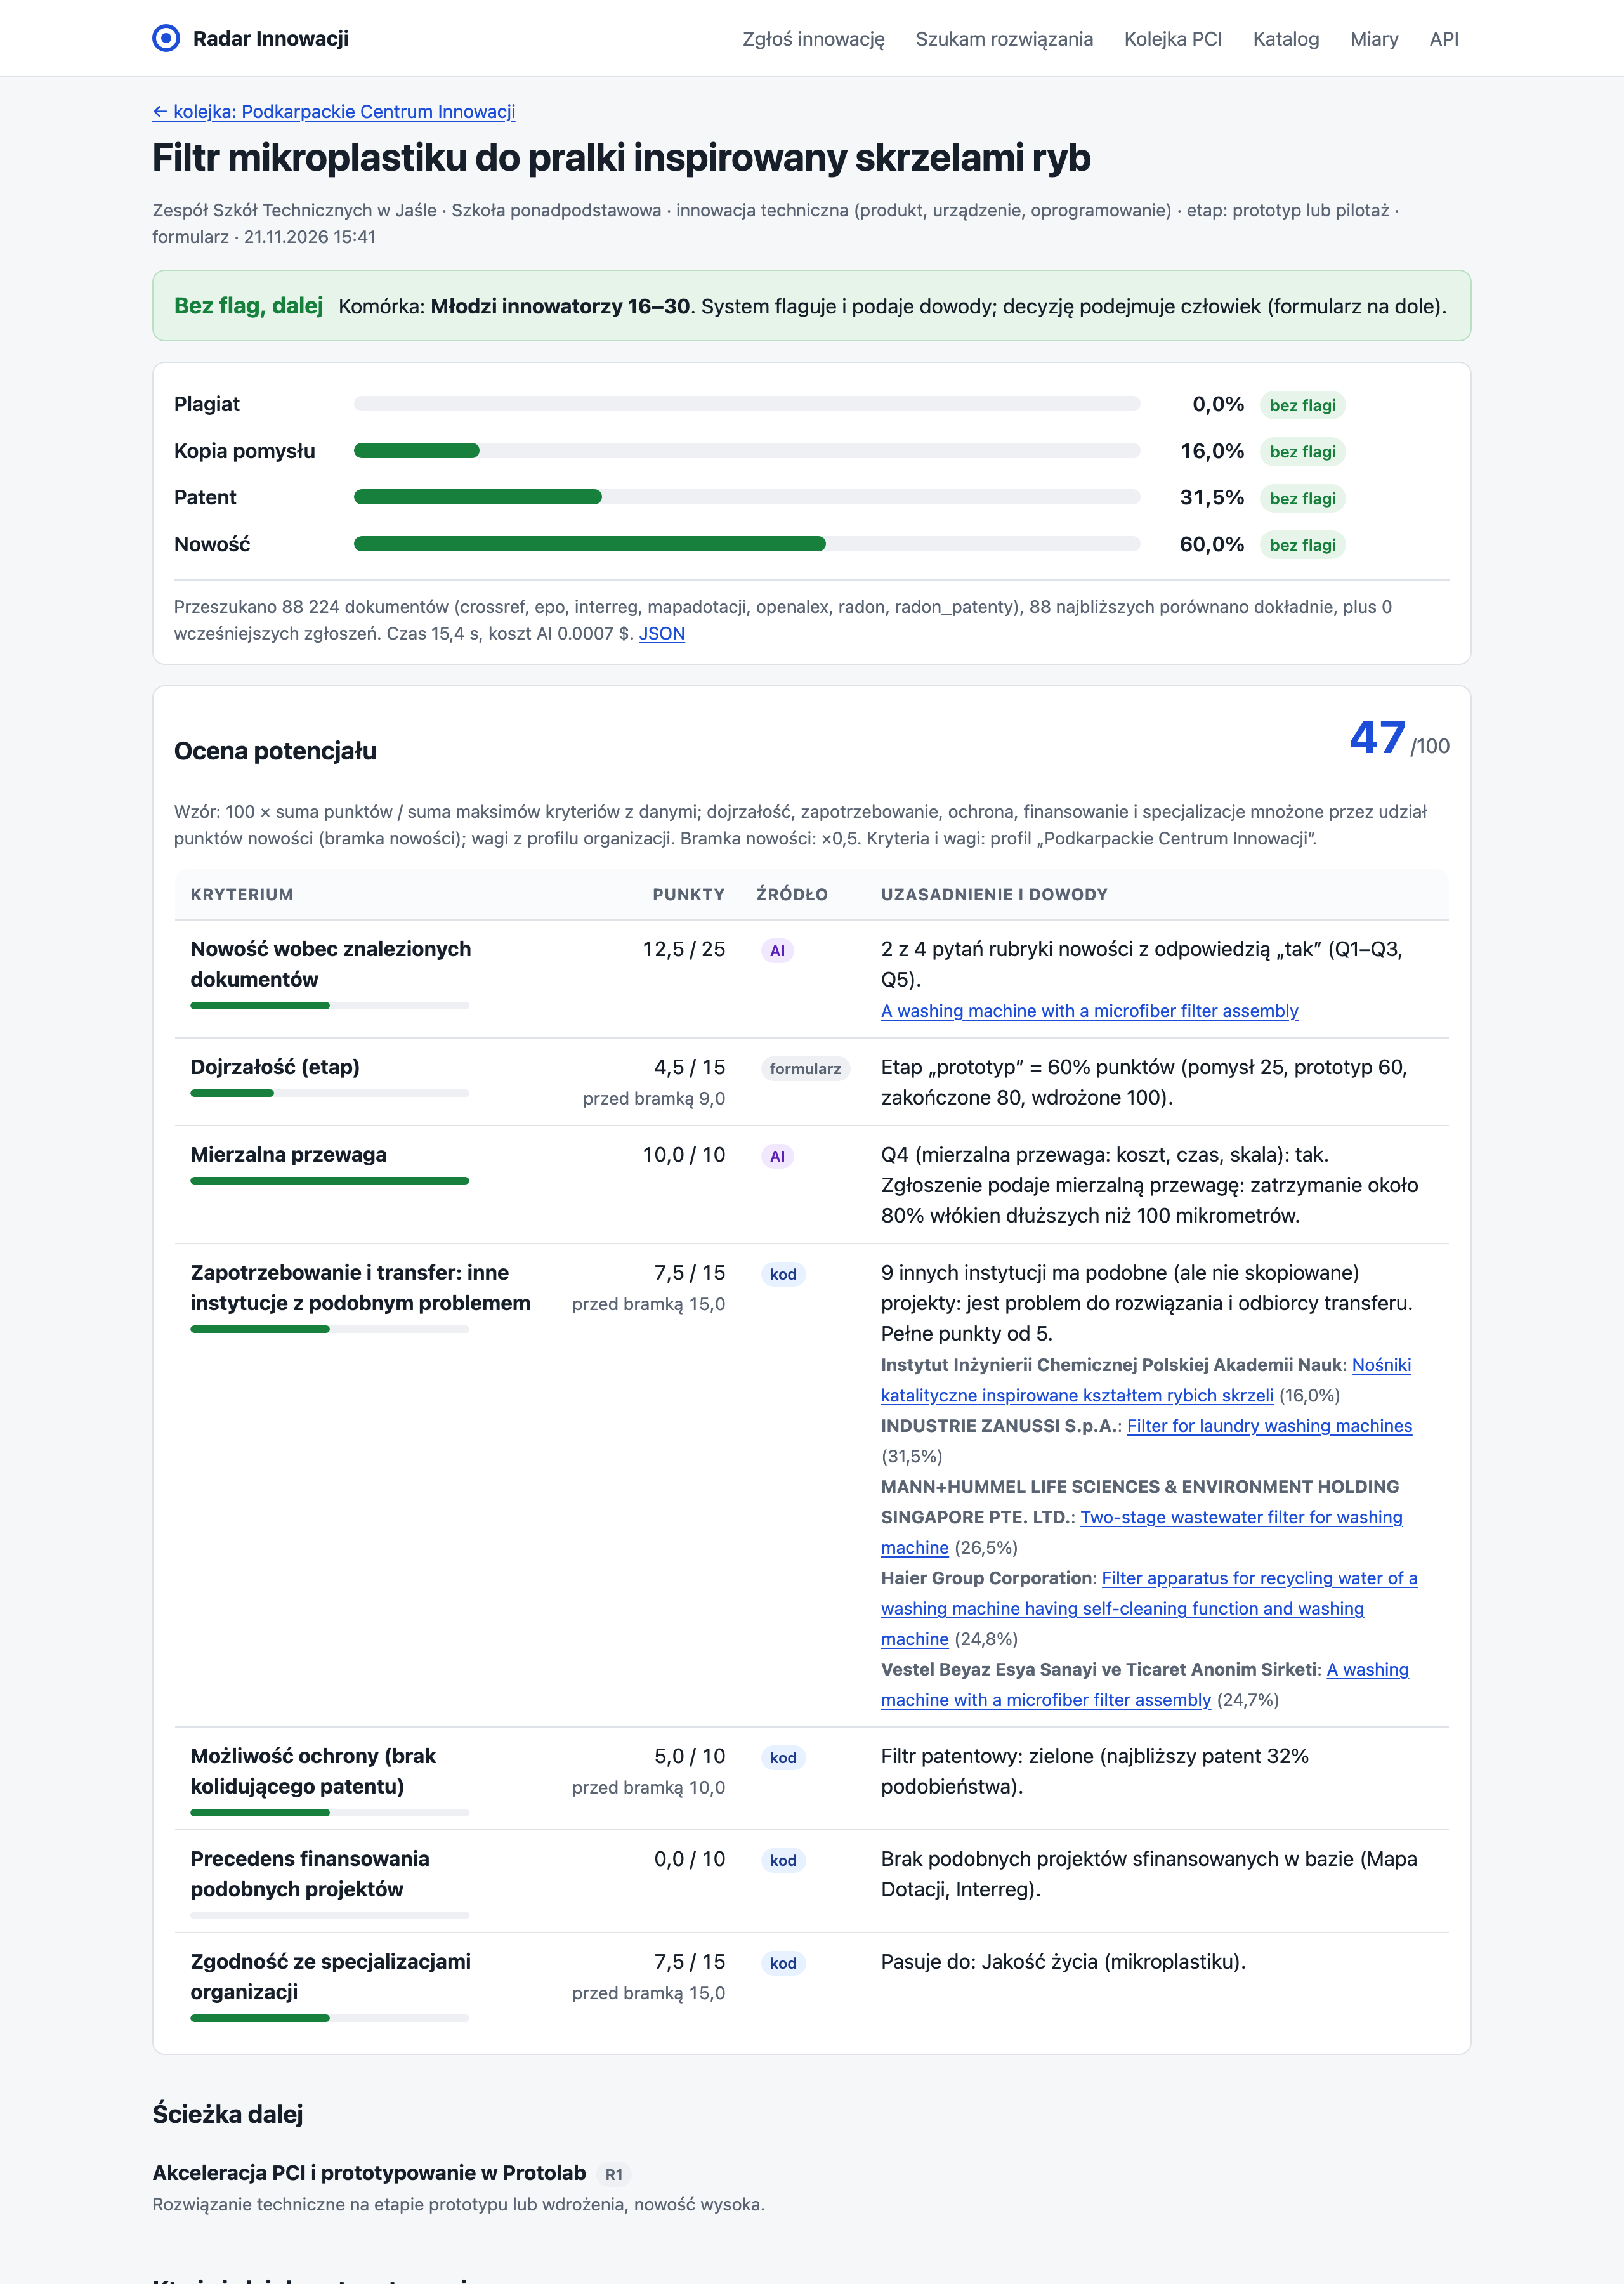 Radar Innowacji
Zgłoś innowację Szukam rozwiązania Kolejka PCI Katalog Miary API
← kolejka: Podkarpackie Centrum Innowacji
Filtr mikroplastiku do pralki inspirowany skrzelami ryb
Zespół Szkół Technicznych w Jaśle · Szkoła ponadpodstawowa · innowacja techniczna (produkt, urządzenie, oprogramowanie) · etap: prototyp lub pilotaż ·
formularz · 21.11.2026 15:41
Bez flag, dalej Komórka: Młodzi innowatorzy 16–30. System flaguje i podaje dowody; decyzję podejmuje człowiek (formularz na dole).
Plagiat 0,0% bez flagi
Kopia pomysłu 16,0% bez flagi
Patent 31,5% bez flagi
Nowość 60,0% bez flagi
Przeszukano 88 224 dokumentów (crossref, epo, interreg, mapadotacji, openalex, radon, radon_patenty), 88 najbliższych porównano dokładnie, plus 0
wcześniejszych zgłoszeń. Czas 15,4 s, koszt AI 0.0007 $. JSON
Ocena potencjału 47 /100
Wzór: 100 × suma punktów / suma maksimów kryteriów z danymi; dojrzałość, zapotrzebowanie, ochrona, finansowanie i specjalizacje mnożone przez udział
punktów nowości (bramka nowości); wagi z profilu organizacji. Bramka nowości: ×0,5. Kryteria i wagi: profil „Podkarpackie Centrum Innowacji”.
KRYTERIUM PUNKTY ŹRÓDŁO UZASADNIENIE I DOWODY
Nowość wobec znalezionych 12,5 / 25 AI 2 z 4 pytań rubryki nowości z odpowiedzią „tak” (Q1–Q3,
dokumentów Q5).
A washing machine with a microfiber filter assembly
Dojrzałość (etap) 4,5 / 15 formularz Etap „prototyp” = 60% punktów (pomysł 25, prototyp 60,
przed bramką 9,0 zakończone 80, wdrożone 100).
Mierzalna przewaga 10,0 / 10 AI Q4 (mierzalna przewaga: koszt, czas, skala): tak.
Zgłoszenie podaje mierzalną przewagę: zatrzymanie około
80% włókien dłuższych niż 100 mikrometrów.
Zapotrzebowanie i transfer: inne 7,5 / 15 kod 9 innych instytucji ma podobne (ale nie skopiowane)
instytucje z podobnym problemem przed bramką 15,0 projekty: jest problem do rozwiązania i odbiorcy transferu.
Pełne punkty od 5.
Instytut Inżynierii Chemicznej Polskiej Akademii Nauk: Nośniki
katalityczne inspirowane kształtem rybich skrzeli (16,0%)
INDUSTRIE ZANUSSI S.p.A.: Filter for laundry washing machines
(31,5%)
MANN+HUMMEL LIFE SCIENCES & ENVIRONMENT HOLDING
SINGAPORE PTE. LTD.: Two-stage wastewater filter for washing
machine (26,5%)
Haier Group Corporation: Filter apparatus for recycling water of a
washing machine having self-cleaning function and washing
machine (24,8%)
Vestel Beyaz Esya Sanayi ve Ticaret Anonim Sirketi: A washing
machine with a microfiber filter assembly (24,7%)
Możliwość ochrony (brak 5,0 / 10 kod Filtr patentowy: zielone (najbliższy patent 32%
kolidującego patentu) przed bramką 10,0 podobieństwa).
Precedens finansowania 0,0 / 10 kod Brak podobnych projektów sfinansowanych w bazie (Mapa
podobnych projektów Dotacji, Interreg).
Zgodność ze specjalizacjami 7,5 / 15 kod Pasuje do: Jakość życia (mikroplastiku).
organizacji przed bramką 15,0
Ścieżka dalej
Akceleracja PCI i prototypowanie w Protolab R1
Rozwiązanie techniczne na etapie prototypu lub wdrożenia, nowość wysoka.